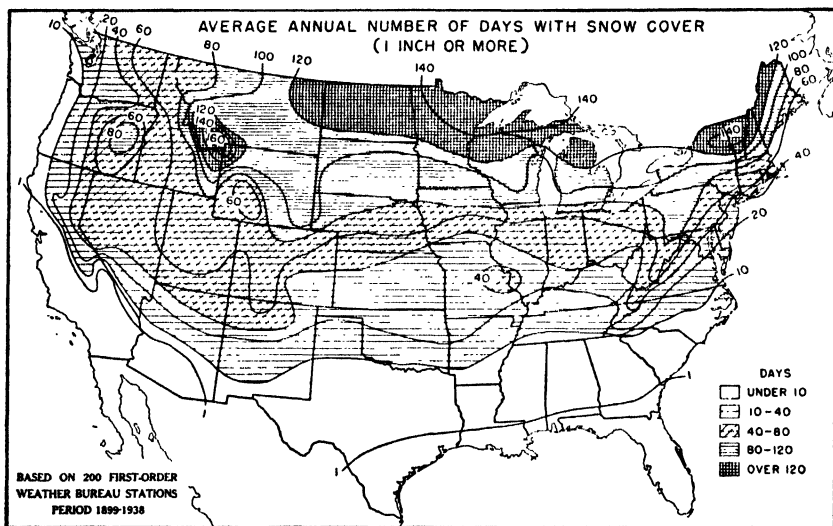 AVERAGE ANNUAL NUMBER OF DAYS WITH SNOW COVER
(1 INCH OR MORE)
10 20 40 60 80 100 120 140 140 120 100 80 60
120 140
60 80
60 140
60
40
40
20
10
1
1
1
1
DAYS
UNDER 10
10-40
40-80
80-120
OVER 120
BASED ON 200 FIRST-ORDER
WEATHER BUREAU STATIONS
PERIOD 1899-1938